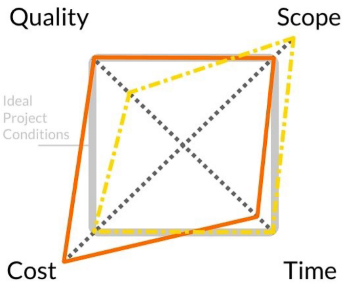 Quality
Scope
Ideal
Project
Conditions
Cost
Time